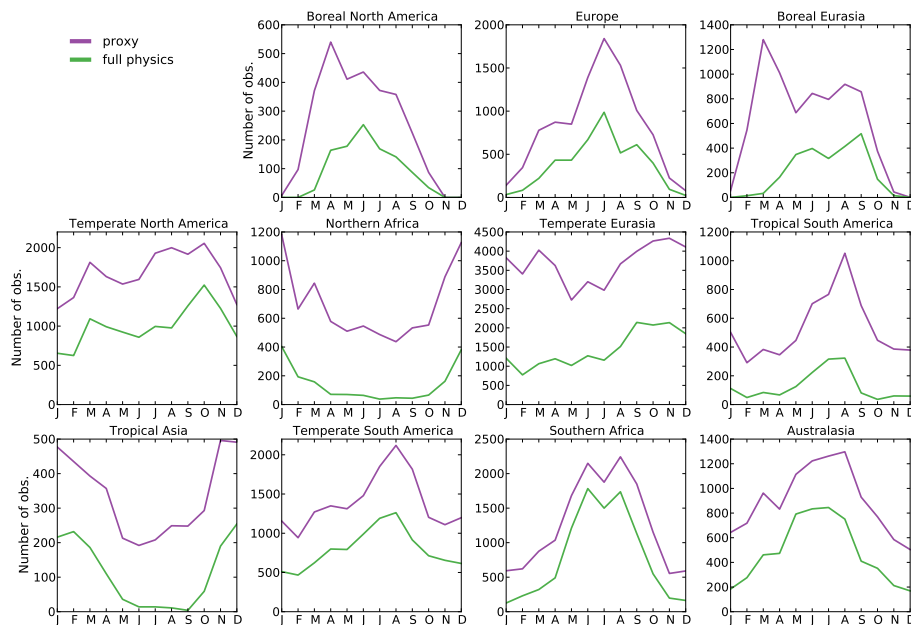 proxy
full physics
Boreal North America
Number of obs.
600
500
400
300
200
100
0
J F M A M J J A S O N D
Europe
2000
1500
1000
500
0
J F M A M J J A S O N D
Boreal Eurasia
1400
1200
1000
800
600
400
200
0
J F M A M J J A S O N D
Temperate North America
Number of obs.
2000
1500
1000
500
0
J F M A M J J A S O N D
Northern Africa
1200
1000
800
600
400
200
0
J F M A M J J A S O N D
Temperate Eurasia
4500
4000
3500
3000
2500
2000
1500
1000
500
0
J F M A M J J A S O N D
Tropical South America
1200
1000
800
600
400
200
0
J F M A M J J A S O N D
Tropical Asia
Number of obs.
500
400
300
200
100
0
J F M A M J J A S O N D
Temperate South America
2000
1500
1000
500
0
J F M A M J J A S O N D
Southern Africa
2500
2000
1500
1000
500
0
J F M A M J J A S O N D
Australasia
1400
1200
1000
800
600
400
200
0
J F M A M J J A S O N D